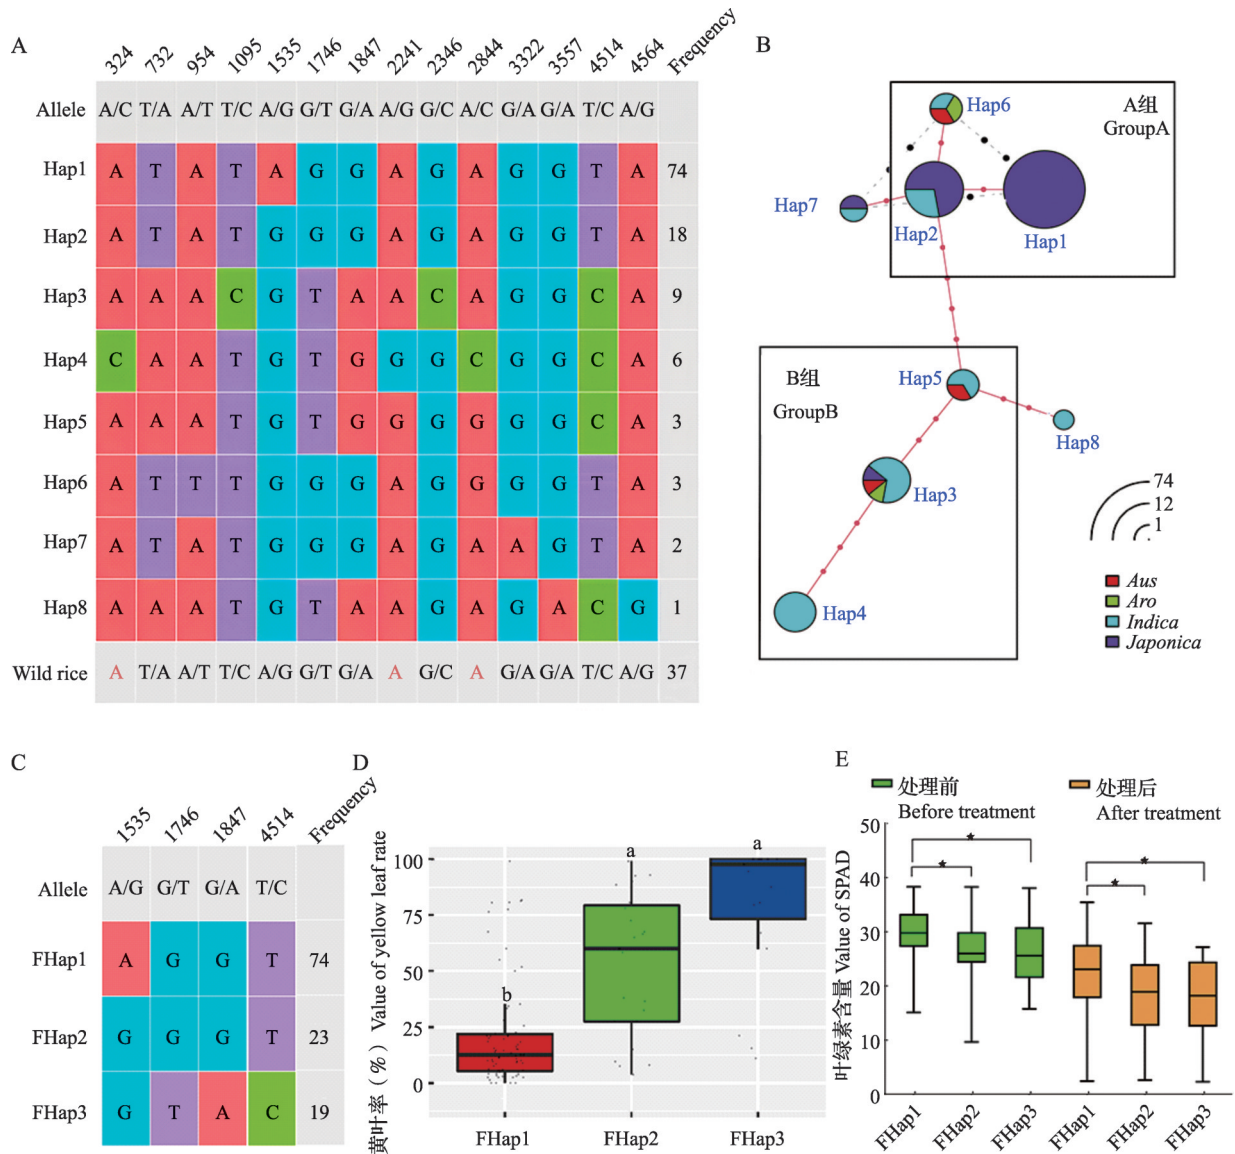 A
324 732 954 1095 1535 1746 1847 2241 2346 2844 3322 3557 4514 4564 Frequency
Allele A/C T/A A/T T/C A/G G/T G/A A/G G/C A/C G/A G/A T/C A/G
Hap1 A T A T A G G A G A G G T A 74
Hap2 A T A T G G G A G A G G T A 18
Hap3 A A A C G T A A C A G G C A 9
Hap4 C A A T G T G G G C G G C A 6
Hap5 A A A T G T G G G G G G C A 3
Hap6 A T T T G G G A G G G G T A 3
Hap7 A T A T G G G A G A A G T A 2
Hap8 A A A T G T A A G A G A C G 1
Wild rice A T/A A/T T/C A/G G/T G/A A G/C A G/A G/A T/C A/G 37
B
A组
GroupA
Hap6
Hap7
Hap2
Hap1
B组
GroupB
Hap5
Hap8
Hap3
Hap4
74
12
1
Aus
Aro
Indica
Japonica
C
1535 1746 1847 4514 Frequency
Allele A/G G/T G/A T/C
FHap1 A G G T 74
FHap2 G G G T 23
FHap3 G T A C 19
D
黄叶率（%）Value of yellow leaf rate
100
75
50
25
0
b
a
a
FHap1 FHap2 FHap3
E
处理前
Before treatment
处理后
After treatment
叶绿素含量 Value of SPAD
50
40
30
20
10
0
FHap1 FHap2 FHap3 FHap1 FHap2 FHap3